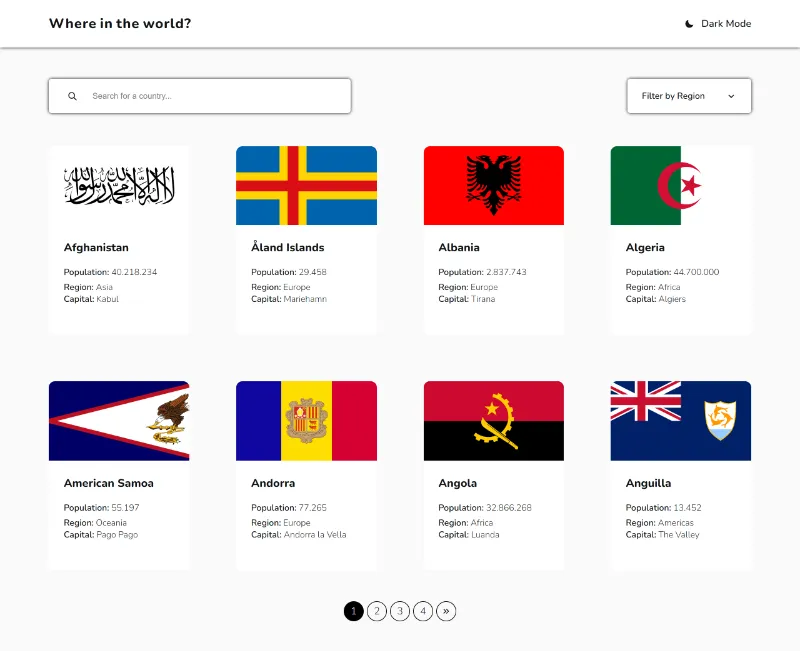 Where in the world?
Dark Mode
Search for a country...
Filter by Region
لا إله إلا الله محمد رسول الله
Afghanistan
Population: 40.218.234
Region: Asia
Capital: Kabul
Åland Islands
Population: 29.458
Region: Europe
Capital: Mariehamn
Albania
Population: 2.837.743
Region: Europe
Capital: Tirana
Algeria
Population: 44.700.000
Region: Africa
Capital: Algiers
American Samoa
Population: 55.197
Region: Oceania
Capital: Pago Pago
Andorra
Population: 77.265
Region: Europe
Capital: Andorra la Vella
Angola
Population: 32.866.268
Region: Africa
Capital: Luanda
Anguilla
Population: 13.452
Region: Americas
Capital: The Valley
1 2 3 4 »